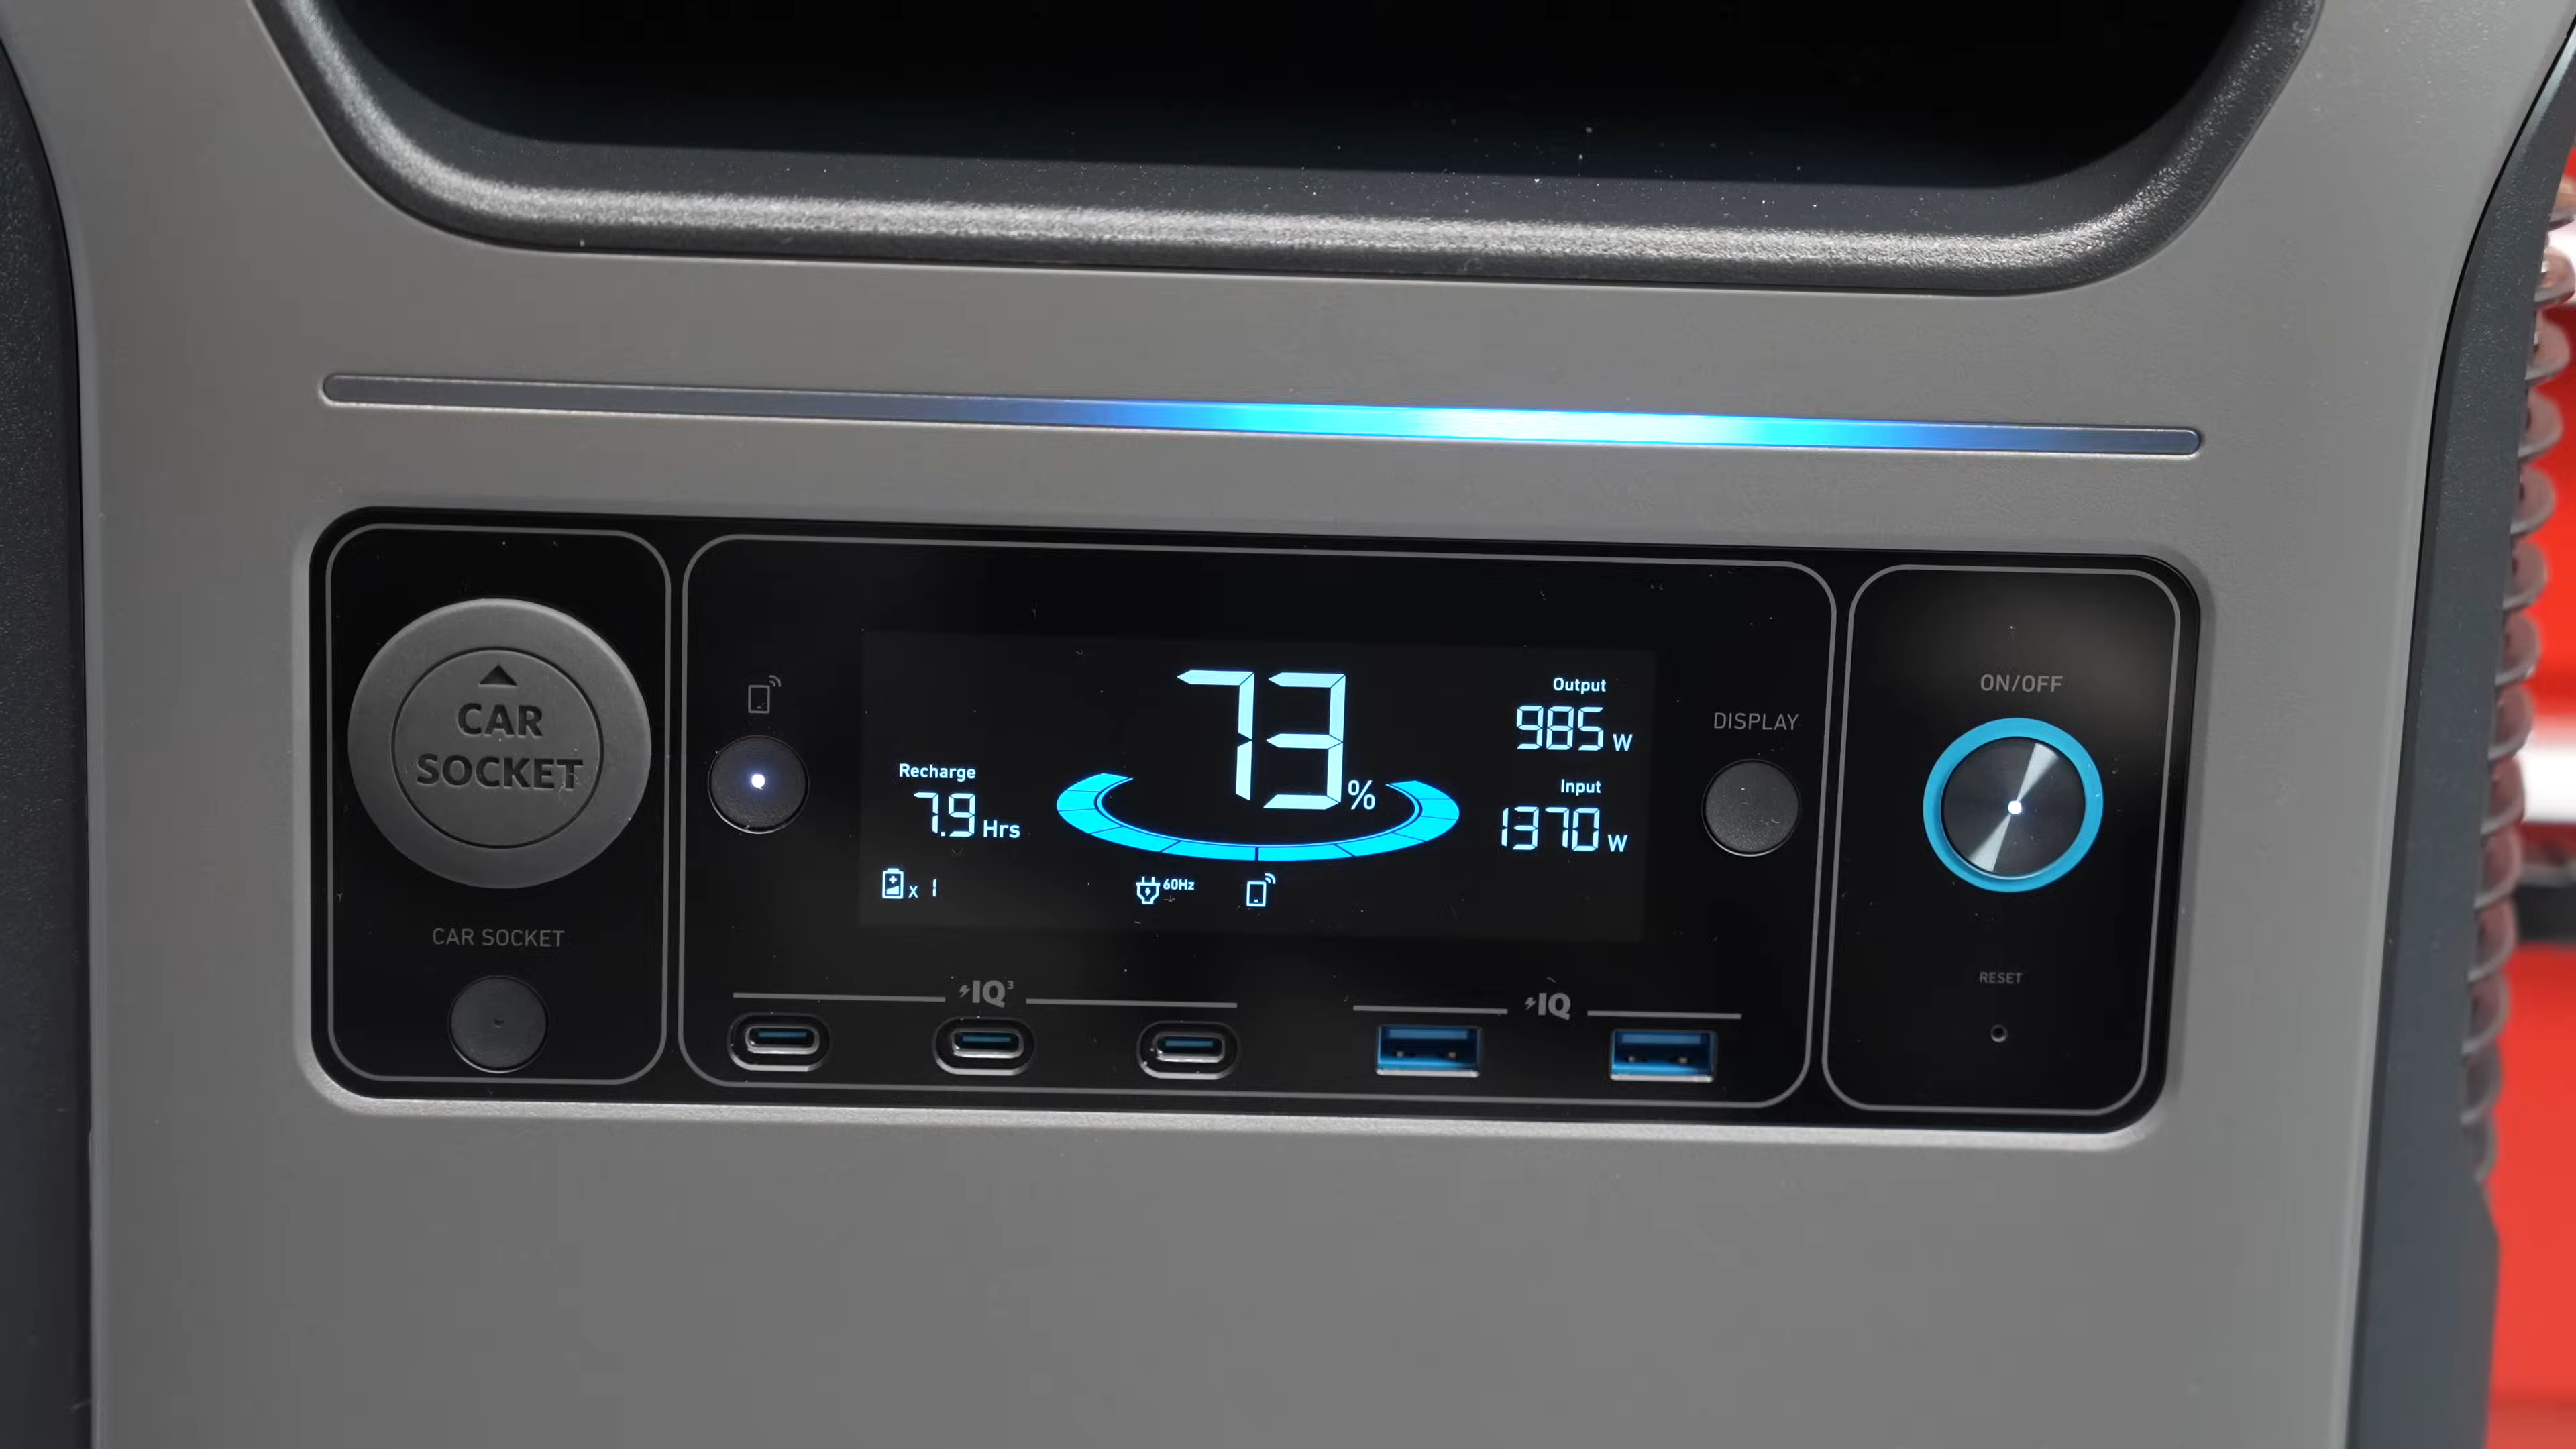 CAR
SOCKET
CAR SOCKET
73%
Recharge
7.9 Hrs
x 1
60Hz
Output
985 W
Input
1370 W
DISPLAY
IQ³
IQ
ON/OFF
RESET